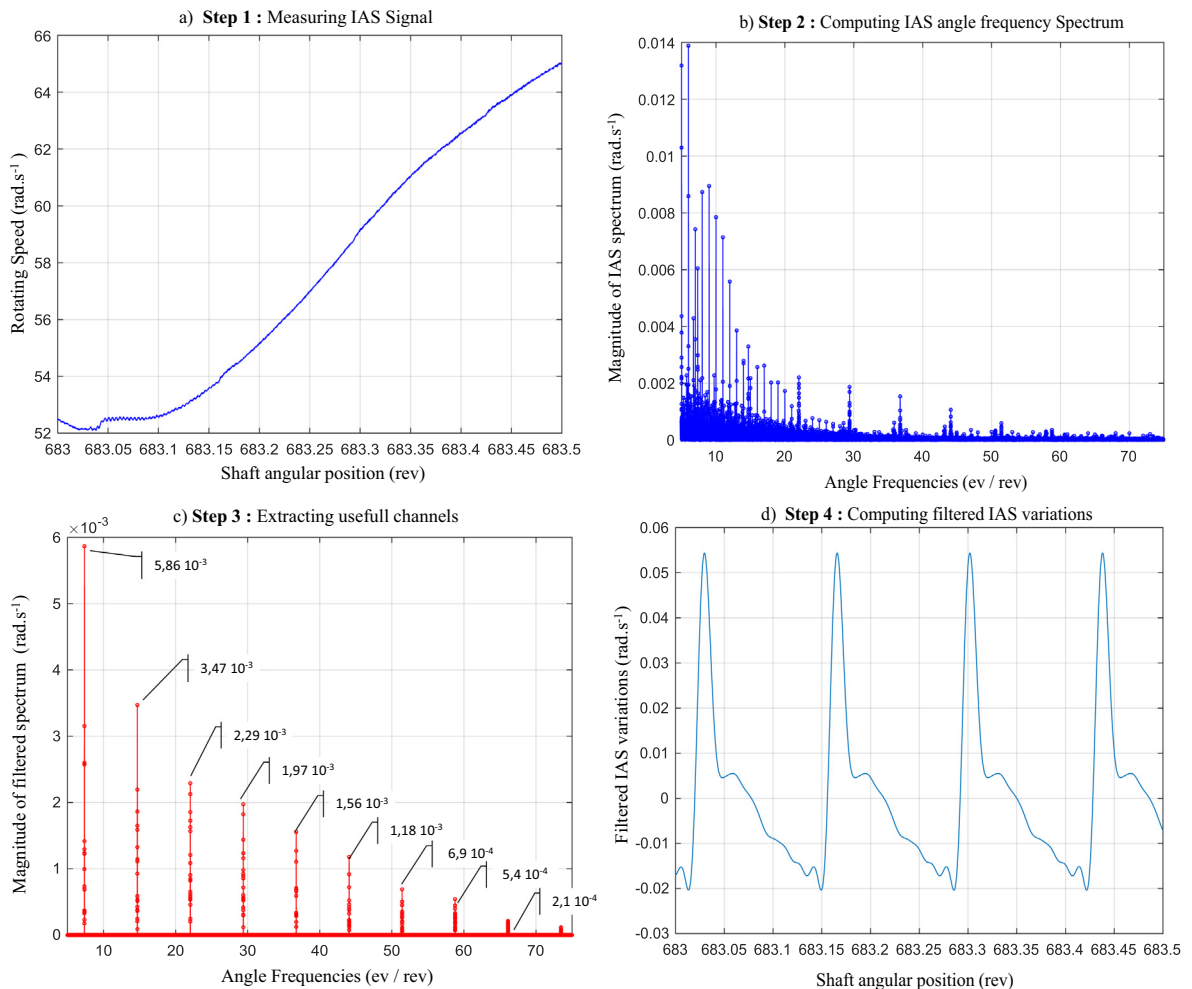 a) Step 1 : Measuring IAS Signal
66
64
62
60
58
56
54
52
Rotating Speed (rad.s-1 )
683 683.05 683.1 683.15 683.2 683.25 683.3 683.35 683.4 683.45 683.5
Shaft angular position (rev)
b) Step 2 : Computing IAS angle frequency Spectrum
0.014
0.012
0.01
0.008
0.006
0.004
0.002
0
Magnitude of IAS spectrum (rad.s-1)
10 20 30 40 50 60 70
Angle Frequencies (ev / rev)
c) Step 3 : Extracting usefull channels
×10-3
6
5
4
3
2
1
0
Magnitude of filtered spectrum (rad.s-1)
5,86 10-3
3,47 10-3
2,29 10-3
1,97 10-3
1,56 10-3
1,18 10-3
6,9 10-4
5,4 10-4
2,1 10-4
10 20 30 40 50 60 70
Angle Frequencies (ev / rev)
d) Step 4 : Computing filtered IAS variations
0.06
0.05
0.04
0.03
0.02
0.01
0
-0.01
-0.02
-0.03
Filtered IAS variations (rad.s-1)
683 683.05 683.1 683.15 683.2 683.25 683.3 683.35 683.4 683.45 683.5
Shaft angular position (rev)